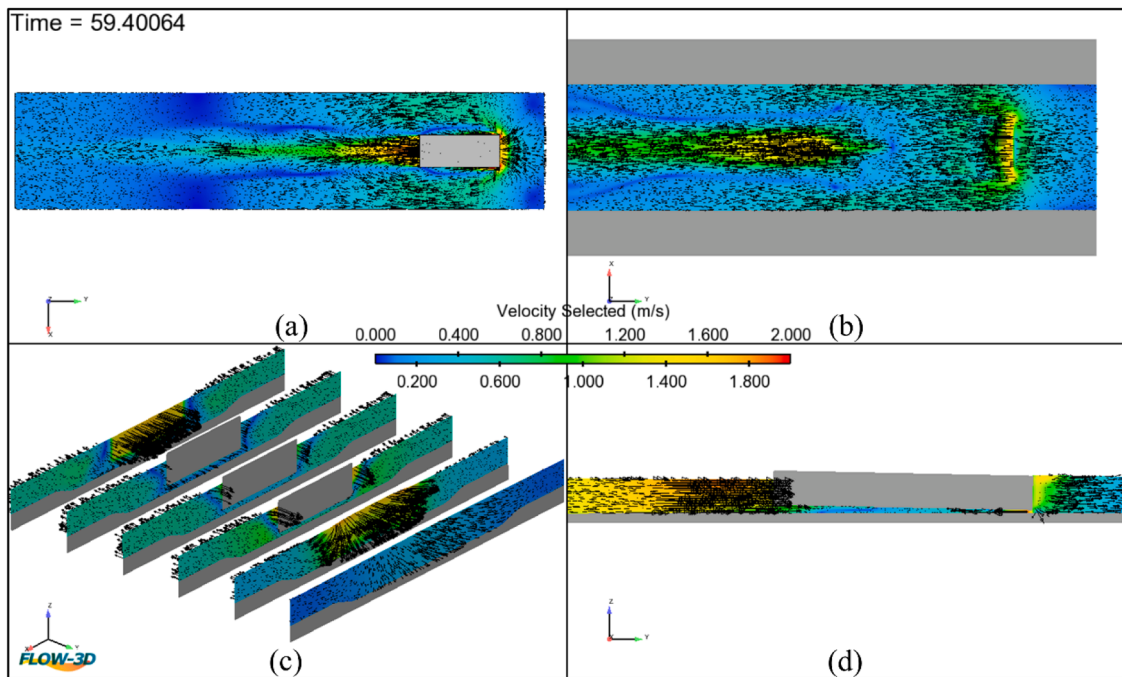 Time = 59.40064
Z Y
X
(a)
X
Z Y
(b)
Velocity Selected (m/s)
0.000 0.400 0.800 1.200 1.600 2.000
0.200 0.600 1.000 1.400 1.800
Z
X Y
FLOW-3D
(c)
Z
X Y
(d)